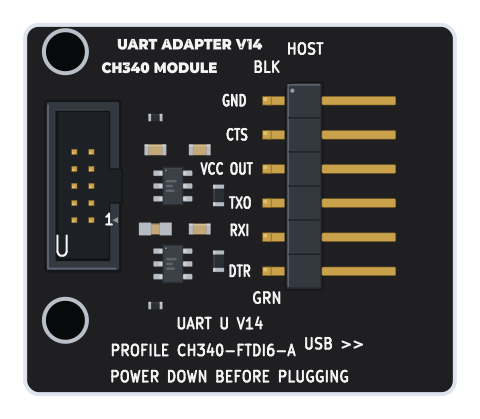 UART ADAPTER V14
HOST
CH340 MODULE
BLK
GND
CTS
VCC OUT
TXO
RXI
DTR
1
U
GRN
UART U V14
PROFILE CH340-FTDI6-A
USB >>
POWER DOWN BEFORE PLUGGING